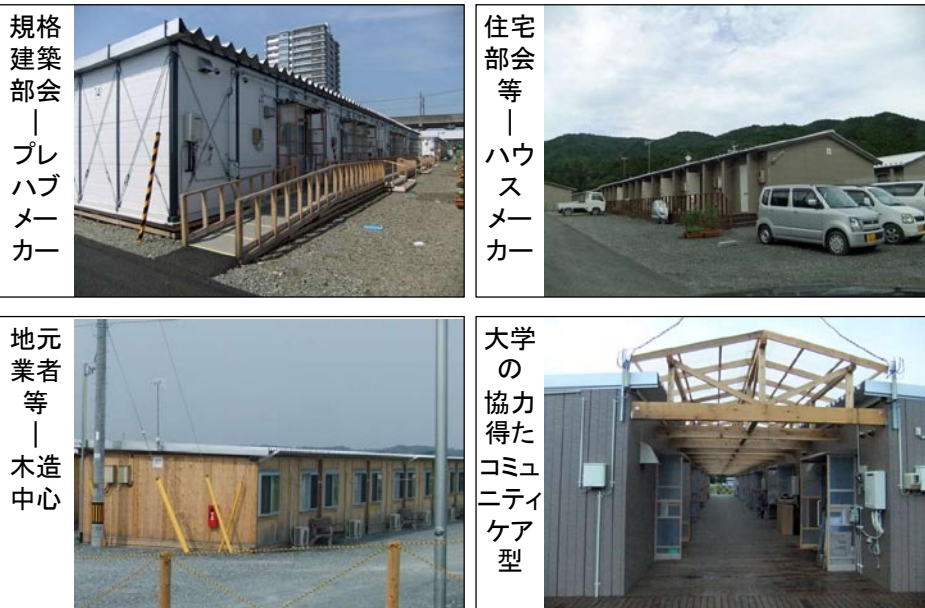 規格
建築
部会
｜
プレ
ハブ
メー
カー
住宅
部会
等
｜
ハウ
スメー
カー
地元
業者
等
｜
木造
中心
大学
の
協力
得た
コミュ
ニティ
ケア
型